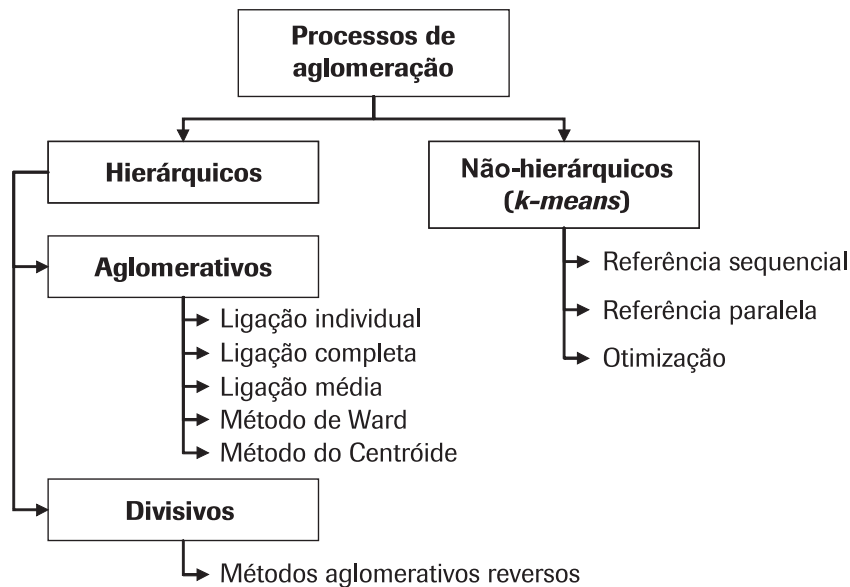 Processos de
aglomeração
Hierárquicos
Não-hierárquicos
(k-means)
Aglomerativos
Ligação individual
Ligação completa
Ligação média
Método de Ward
Método do Centróide
Referência sequencial
Referência paralela
Otimização
Divisivos
Métodos aglomerativos reversos